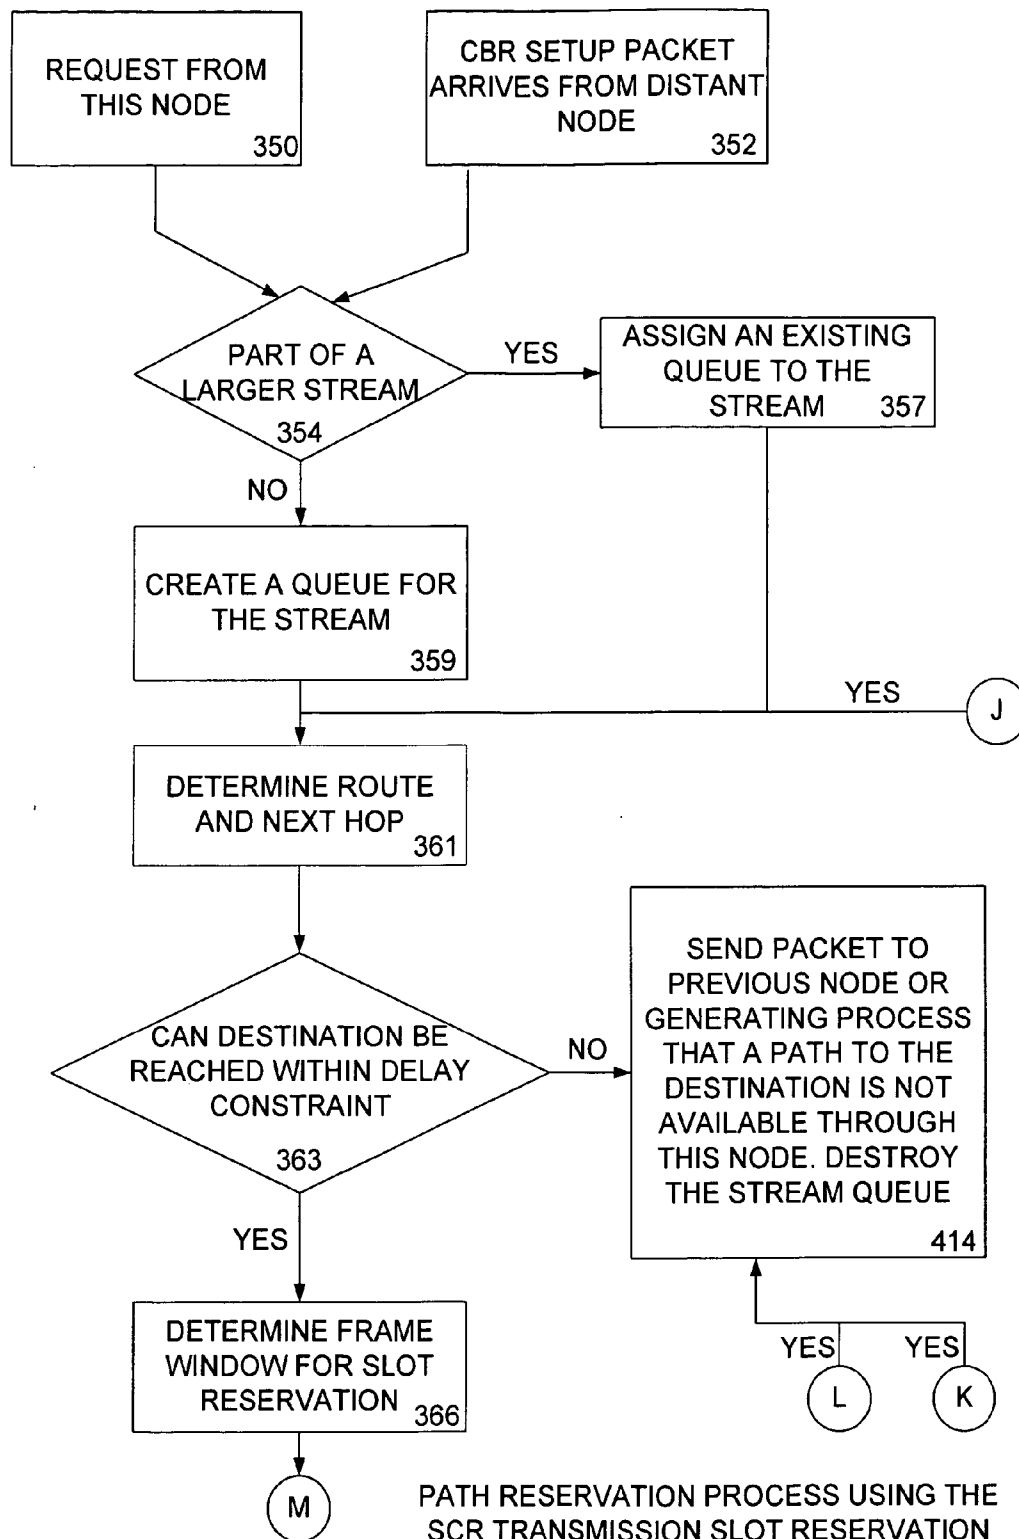 REQUEST FROM
THIS NODE
350
CBR SETUP PACKET
ARRIVES FROM DISTANT
NODE
352
PART OF A
LARGER STREAM
354
YES
ASSIGN AN EXISTING
QUEUE TO THE
STREAM 357
NO
CREATE A QUEUE FOR
THE STREAM
359
YES
J
DETERMINE ROUTE
AND NEXT HOP
361
CAN DESTINATION BE
REACHED WITHIN DELAY
CONSTRAINT
363
NO
SEND PACKET TO
PREVIOUS NODE OR
GENERATING PROCESS
THAT A PATH TO THE
DESTINATION IS NOT
AVAILABLE THROUGH
THIS NODE. DESTROY
THE STREAM QUEUE
414
YES
DETERMINE FRAME
WINDOW FOR SLOT
RESERVATION
366
YES
YES
L
K
M
PATH RESERVATION PROCESS USING THE
SCR TRANSMISSION SLOT RESERVATION